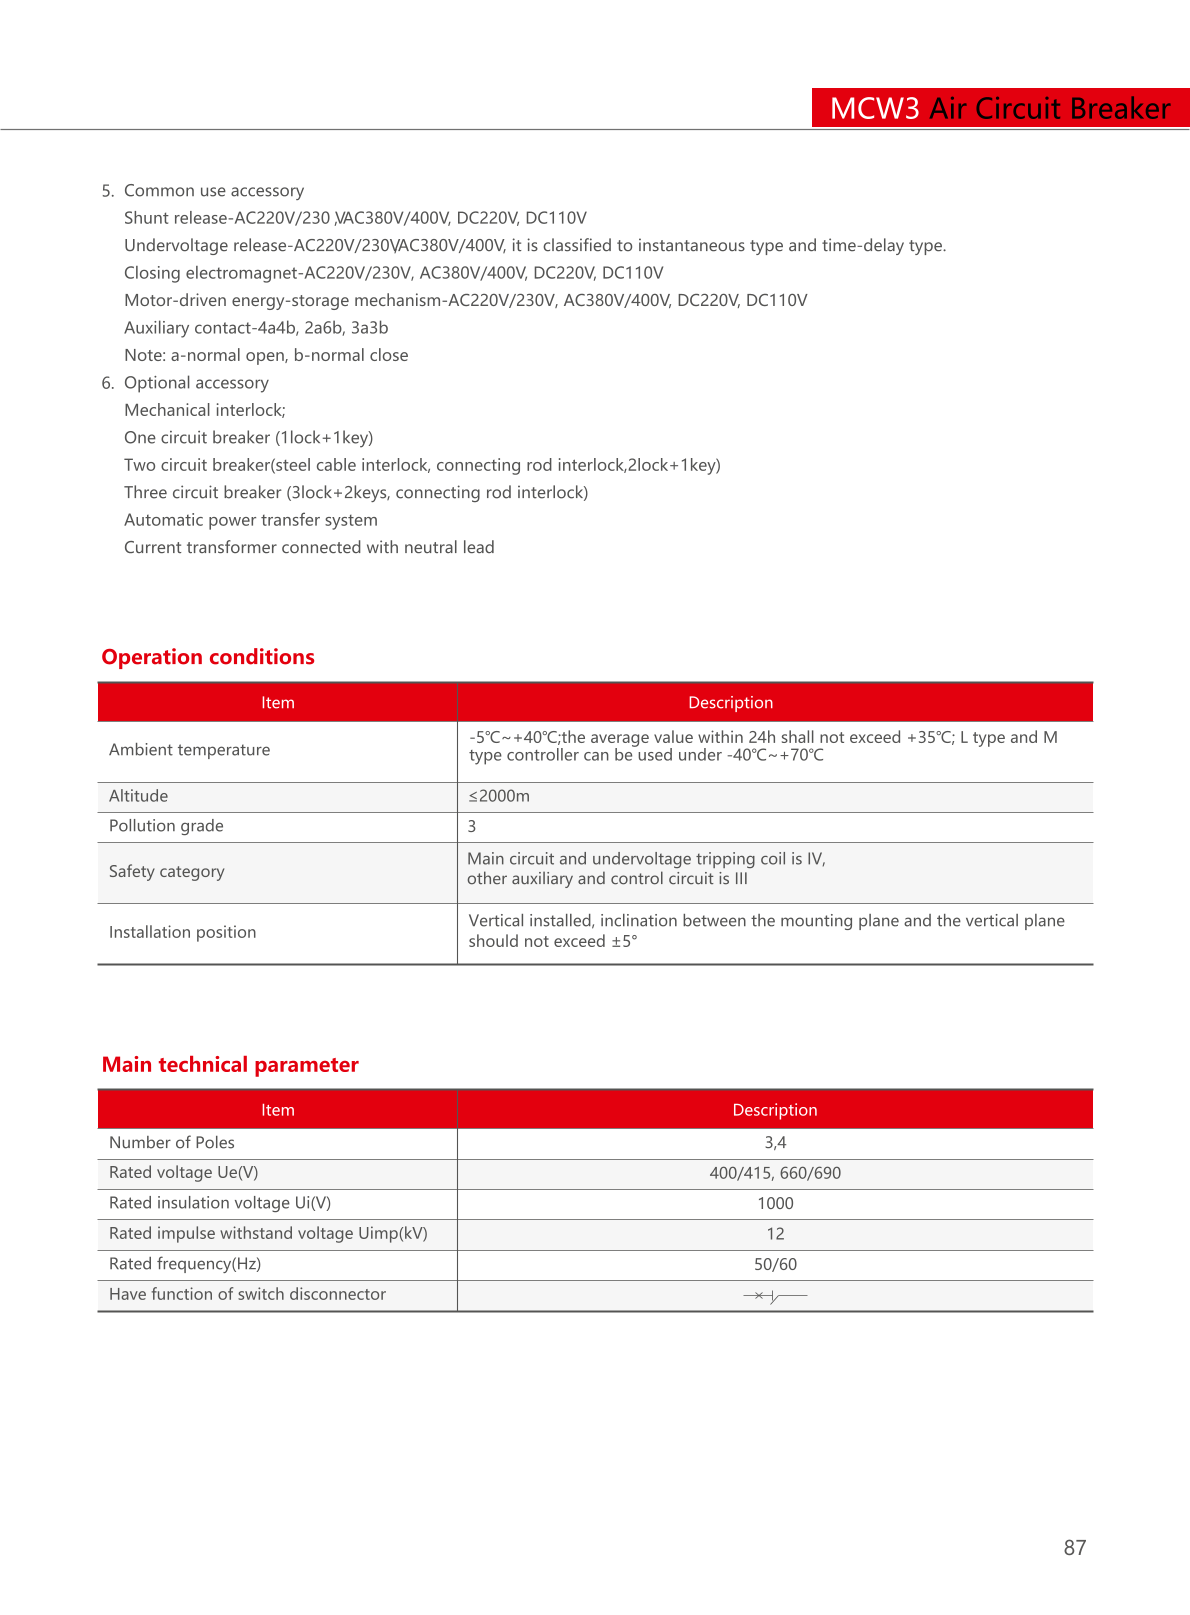 MCW3 Air Circuit Breaker
5. Common use accessory
Shunt release-AC220V/230 ,VAC380V/400V, DC220V, DC110V
Undervoltage release-AC220V/230V,AC380V/400V, it is classified to instantaneous type and time-delay type.
Closing electromagnet-AC220V/230V, AC380V/400V, DC220V, DC110V
Motor-driven energy-storage mechanism-AC220V/230V, AC380V/400V, DC220V, DC110V
Auxiliary contact-4a4b, 2a6b, 3a3b
Note: a-normal open, b-normal close
6. Optional accessory
Mechanical interlock;
One circuit breaker (1lock+1key)
Two circuit breaker(steel cable interlock, connecting rod interlock,2lock+1key)
Three circuit breaker (3lock+2keys, connecting rod interlock)
Automatic power transfer system
Current transformer connected with neutral lead
Operation conditions
Item Description
Ambient temperature
-5℃~+40℃;the average value within 24h shall not exceed +35℃; L type and M
type controller can be used under -40℃~+70℃
Altitude ≤2000m
Pollution grade 3
Safety category
Main circuit and undervoltage tripping coil is IV,
other auxiliary and control circuit is III
Installation position
Vertical installed, inclination between the mounting plane and the vertical plane
should not exceed ±5°
Main technical parameter
Item Description
Number of Poles 3,4
Rated voltage Ue(V) 400/415, 660/690
Rated insulation voltage Ui(V) 1000
Rated impulse withstand voltage Uimp(kV) 12
Rated frequency(Hz) 50/60
Have function of switch disconnector
87